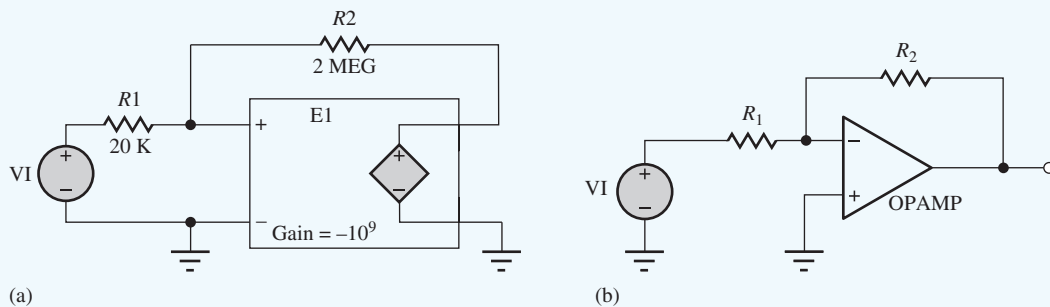 R2
2 MEG
R1
20 K
E1
+
+
−
+
−
VI
−
Gain = –10⁹
(a)
R₂
R₁
−
+
OPAMP
+
−
VI
(b)